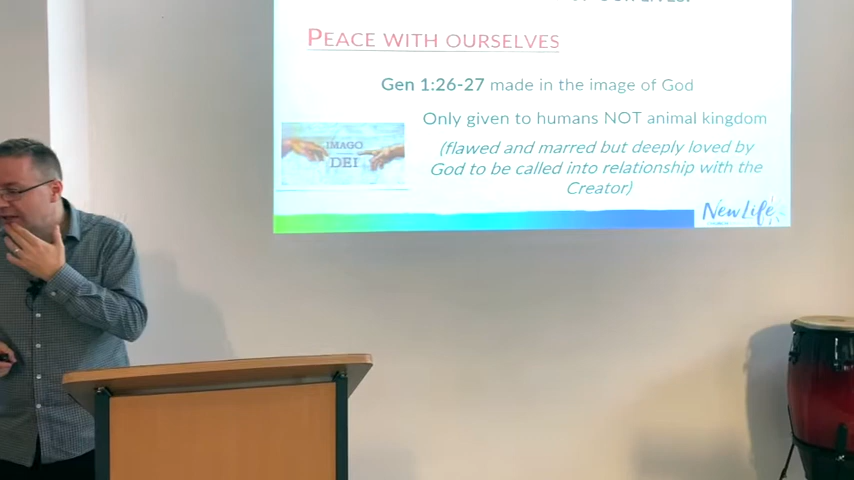 OUR LIVES.
PEACE WITH OURSELVES
Gen 1:26-27 made in the image of God
Only given to humans NOT animal kingdom
IMAGO
DEI
(flawed and marred but deeply loved by
God to be called into relationship with the
Creator)
NewLife